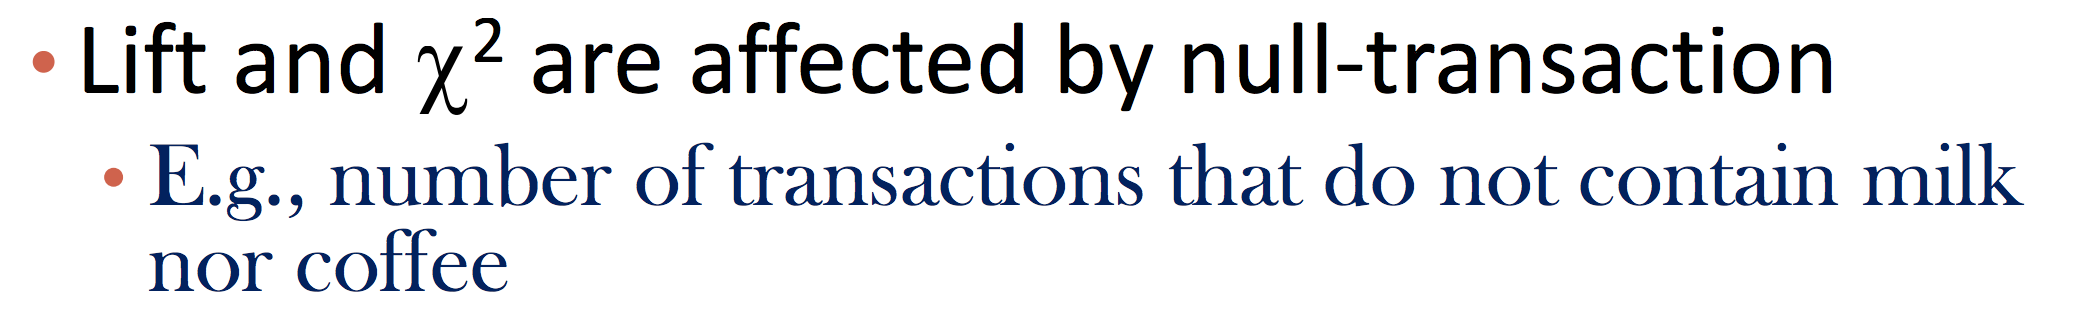 • Lift and χ² are affected by null-transaction
• E.g., number of transactions that do not contain milk
nor coffee